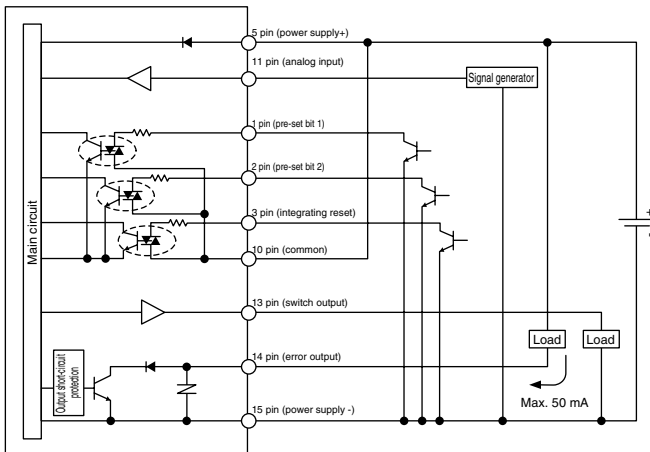 5 pin (power supply+)
11 pin (analog input)
Signal generator
1 pin (pre-set bit 1)
2 pin (pre-set bit 2)
3 pin (integrating reset)
10 pin (common)
Main circuit
+
-
13 pin (switch output)
Load
Load
14 pin (error output)
Output short-circuit
protection
Max. 50 mA
15 pin (power supply -)